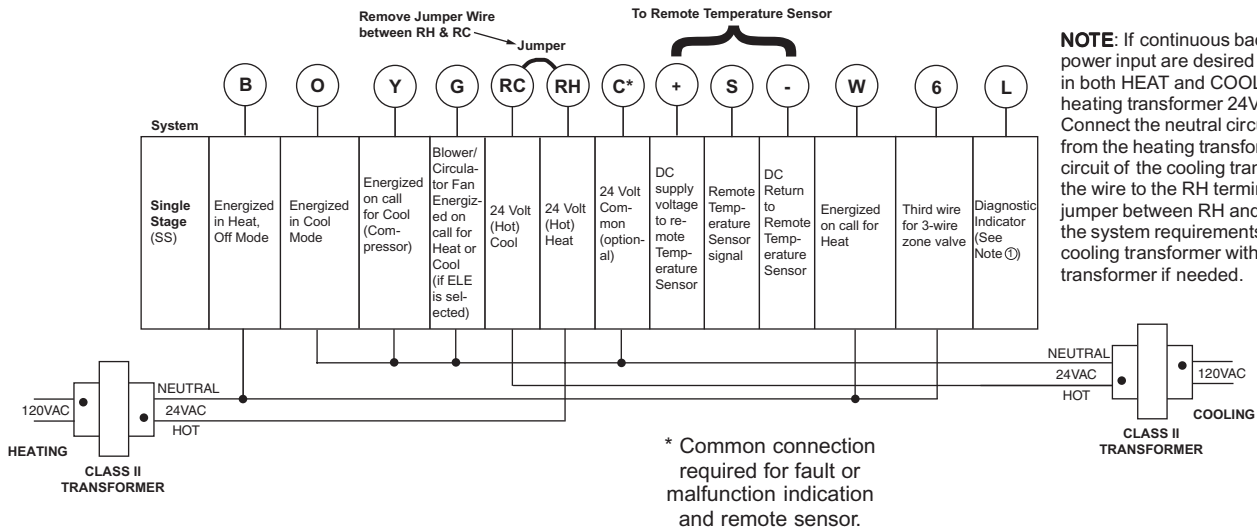 Remove Jumper Wire
between RH & RC
Jumper
To Remote Temperature Sensor
B O Y G RC RH C* + S - W 6 L
System
Single
Stage
(SS)
Energized
in Heat,
Off Mode
Energized
in Cool
Mode
Energized
on call
for Cool
(Com-
pressor)
Blower/
Circula-
tor Fan
Energiz-
ed on
call for
Heat or
Cool
(if ELE
is sel-
ected)
24 Volt
(Hot)
Cool
24 Volt
(Hot)
Heat
24 Volt
Com-
mon
(option-
al)
DC
supply
voltage
to re-
mote
Temp-
erature
Sensor
Remote
Temp-
erature
Sensor
signal
DC
Return
to
Remote
Temp-
erature
Sensor
Energized
on call for
Heat
Third wire
for 3-wire
zone valve
Diagnostic
Indicator
(See
Note ①)
NOTE: If continuous
power input are desired
in both HEAT and COOL
heating transformer
Connect the neutral
from the heating
circuit of the cooling
the wire to the RH
jumper between RH and
the system requirements
cooling transformer with
transformer if needed.
120VAC
HEATING
NEUTRAL
24VAC
HOT
CLASS II
TRANSFORMER
NEUTRAL
24VAC
HOT
120VAC
COOLING
CLASS II
TRANSFORMER
* Common connection
required for fault or
malfunction indication
and remote sensor.